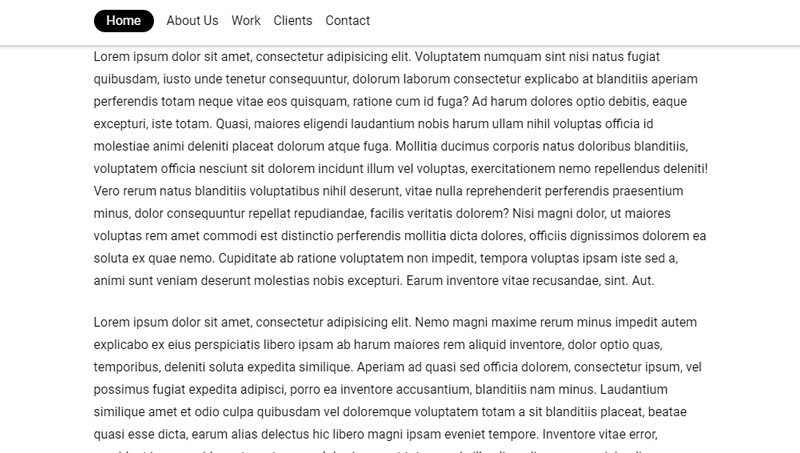 Home About Us Work Clients Contact
Lorem ipsum dolor sit amet, consectetur adipisicing elit. Voluptatem numquam sint nisi natus fugiat
quibusdam, iusto unde tenetur consequuntur, dolorum laborum consectetur explicabo at blanditiis aperiam
perferendis totam neque vitae eos quisquam, ratione cum id fuga? Ad harum dolores optio debitis, eaque
excepturi, iste totam. Quasi, maiores eligendi laudantium nobis harum ullam nihil voluptas officia id
molestiae animi deleniti placeat dolorum atque fuga. Mollitia ducimus corporis natus doloribus blanditiis,
voluptatem officia nesciunt sit dolorem incidunt illum vel voluptas, exercitationem nemo repellendus deleniti!
Vero rerum natus blanditiis voluptatibus nihil deserunt, vitae nulla reprehenderit perferendis praesentium
minus, dolor consequuntur repellat repudiandae, facilis veritatis dolorem? Nisi magni dolor, ut maiores
voluptas rem amet commodi est distinctio perferendis mollitia dicta dolores, officiis dignissimos dolorem ea
soluta ex quae nemo. Cupiditate ab ratione voluptatem non impedit, tempora voluptas ipsam iste sed a,
animi sunt veniam deserunt molestias nobis excepturi. Earum inventore vitae recusandae, sint. Aut.
Lorem ipsum dolor sit amet, consectetur adipisicing elit. Nemo magni maxime rerum minus impedit autem
explicabo ex eius perspiciatis libero ipsam ab harum maiores rem aliquid inventore, dolor optio quas,
temporibus, deleniti soluta expedita similique. Aperiam ad quasi sed officia dolorem, consectetur ipsum, vel
possimus fugiat expedita adipisci, porro ea inventore accusantium, blanditiis nam minus. Laudantium
similique amet et odio culpa quibusdam vel doloremque voluptatem totam a sit blanditiis placeat, beatae
quasi esse dicta, earum alias delectus hic libero magni ipsam eveniet tempore. Inventore vitae error,